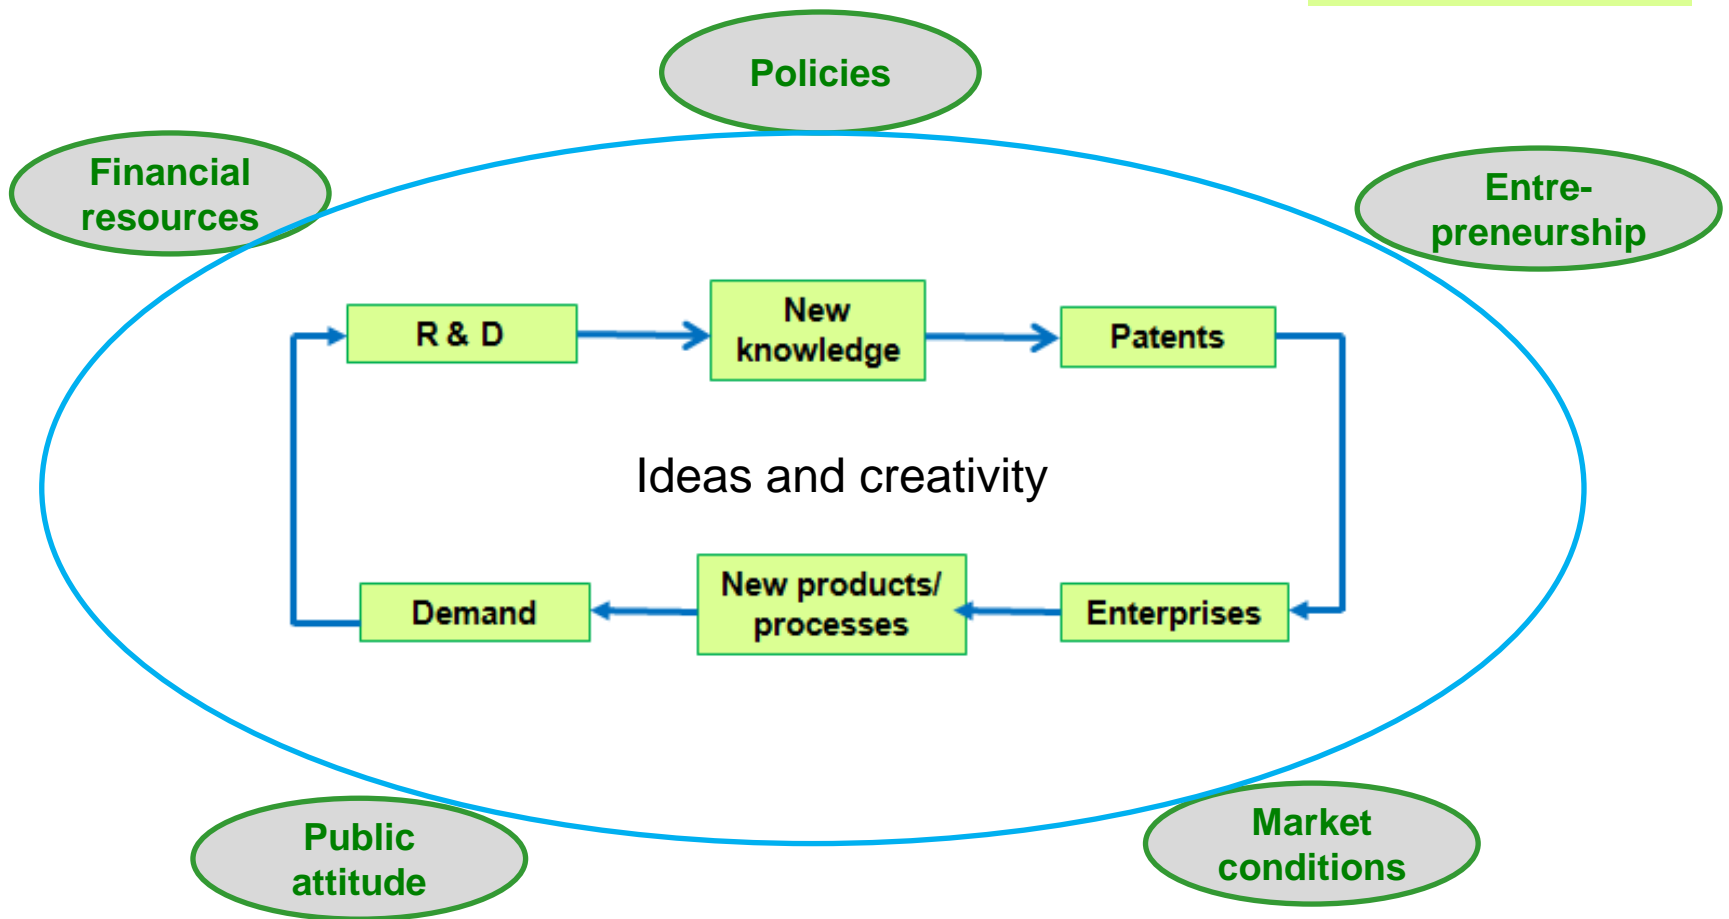 Policies
Financial
resources
Entre-
preneurship
R & D
New
knowledge
Patents
Ideas and creativity
Demand
New products/
processes
Enterprises
Public
attitude
Market
conditions